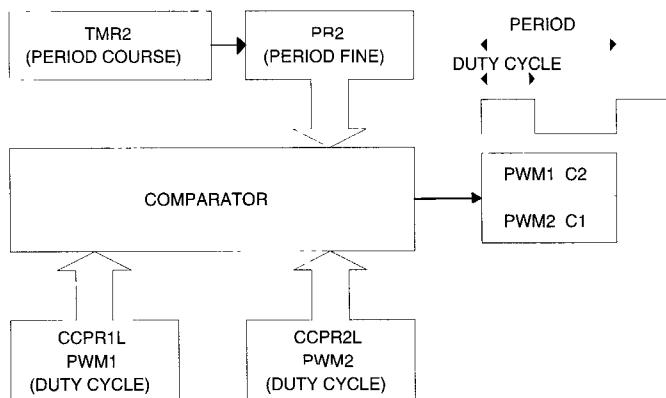 TMR2
(PERIOD COURSE)
PR2
(PERIOD FINE)
PERIOD
DUTY CYCLE
COMPARATOR
PWM1 C2
PWM2 C1
CCPR1L
PWM1
(DUTY CYCLE)
CCPR2L
PWM2
(DUTY CYCLE)